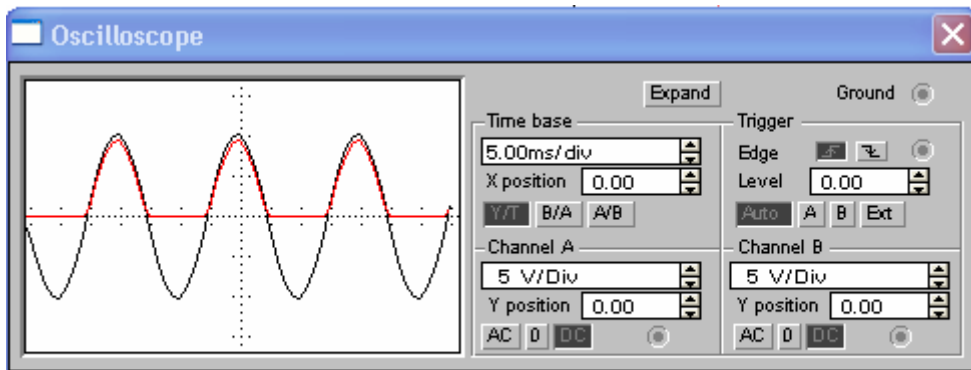 Oscilloscope
Expand
Ground
Time base
5.00ms/div
X position 0.00
Y/T B/A A/B
Trigger
Edge
Level 0.00
Auto A B Ext
Channel A
5 V/Div
Y position 0.00
AC 0 DC
Channel B
5 V/Div
Y position 0.00
AC 0 DC